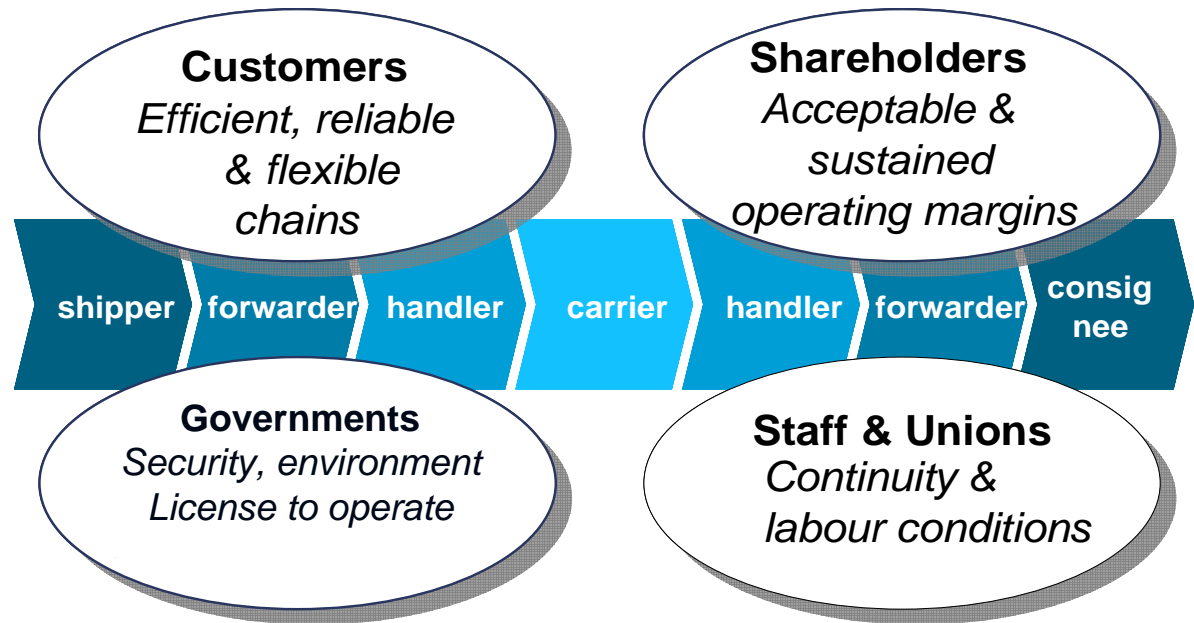 Customers
Efficient, reliable
& flexible
chains
Shareholders
Acceptable &
sustained
operating margins
shipper
forwarder
handler
carrier
handler
forwarder
consig
nee
Governments
Security, environment
License to operate
Staff & Unions
Continuity &
labour conditions